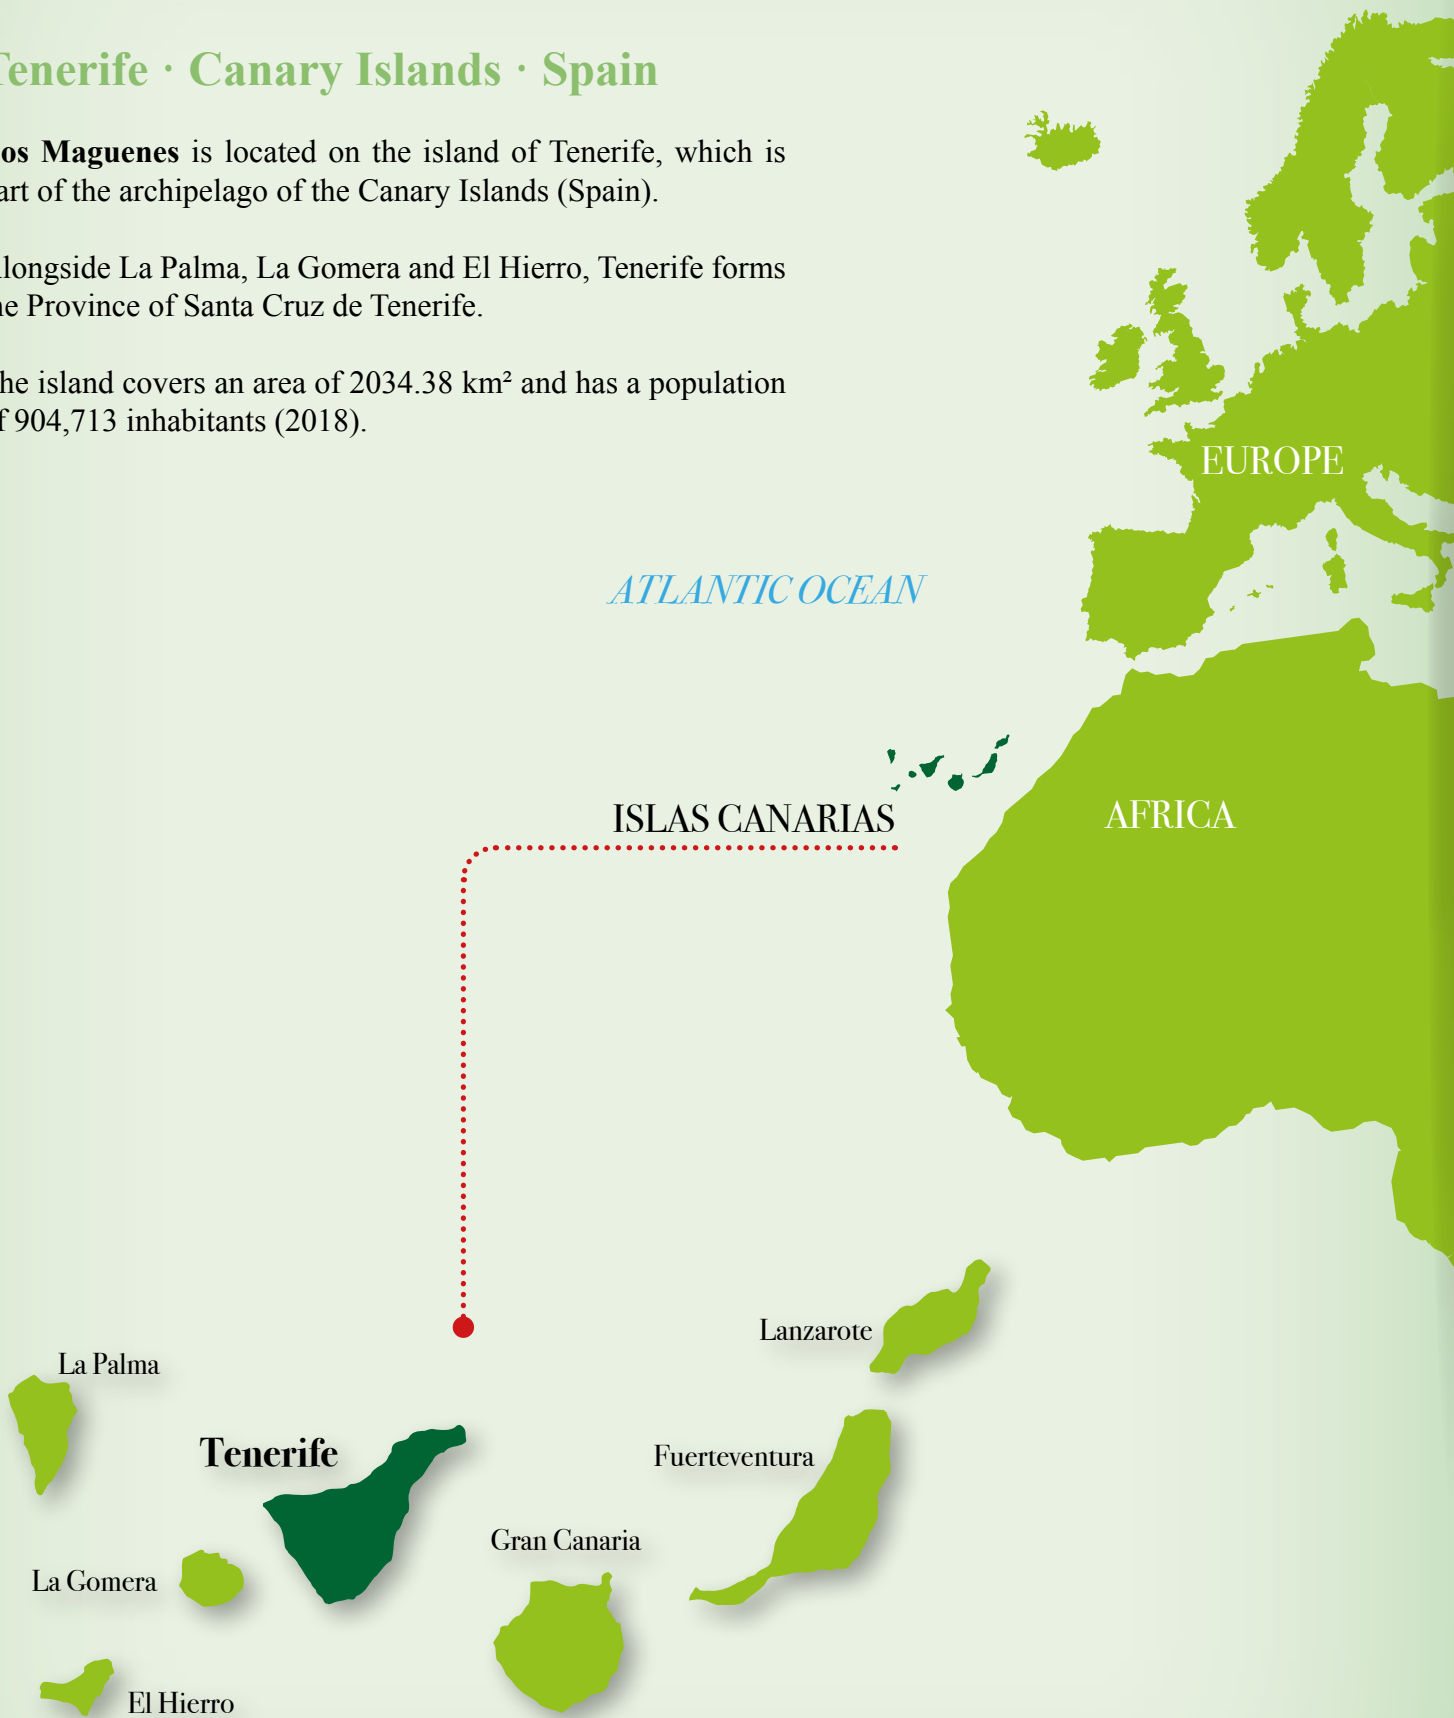 Tenerife · Canary Islands · Spain
os Maguenes is located on the island of Tenerife, which is
art of the archipelago of the Canary Islands (Spain).
longside La Palma, La Gomera and El Hierro, Tenerife forms
he Province of Santa Cruz de Tenerife.
he island covers an area of 2034.38 km² and has a population
f 904,713 inhabitants (2018).
EUROPE
ATLANTIC OCEAN
ISLAS CANARIAS
AFRICA
Lanzarote
La Palma
Tenerife
Fuerteventura
Gran Canaria
La Gomera
El Hierro